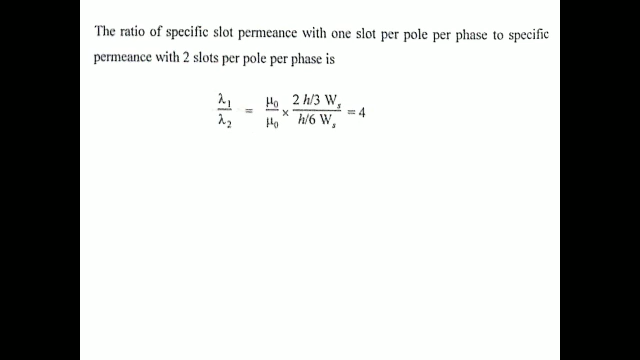 The ratio of specific slot permeance with one slot per pole per phase to specific
permeance with 2 slots per pole per phase is
λ₁/λ₂ = μ₀/μ₀ × (2 h/3 Wₛ)/(h/6 Wₛ) = 4